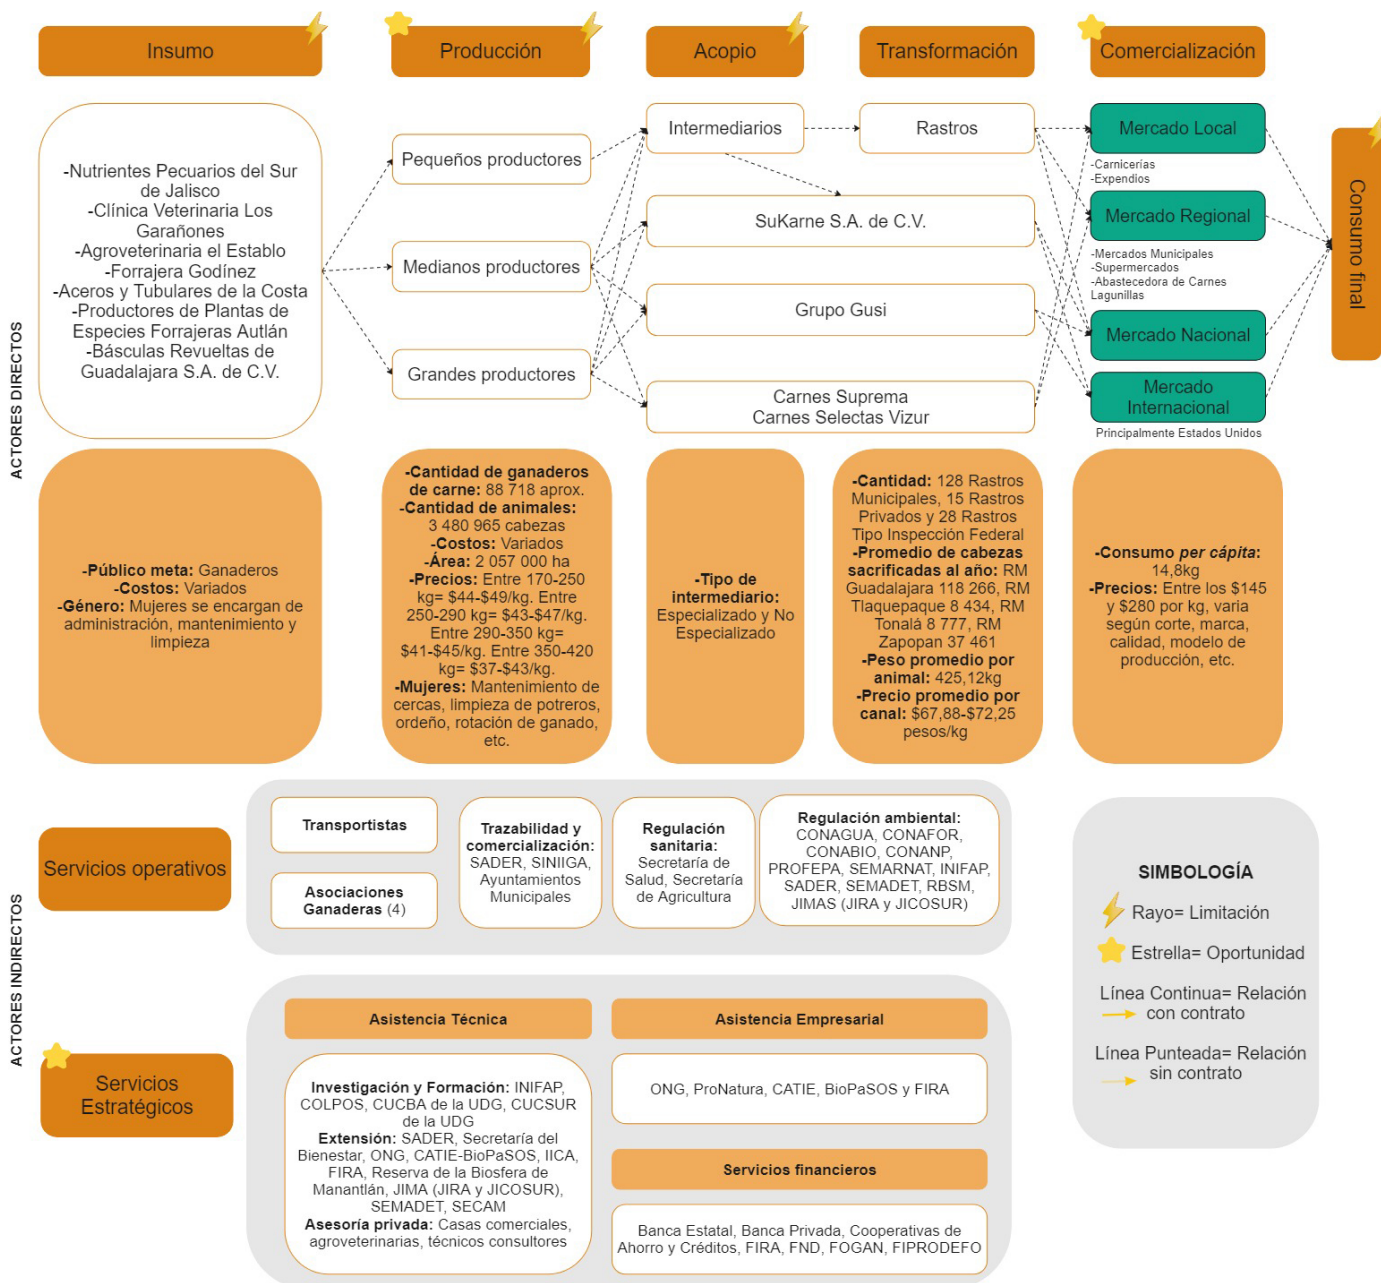 Insumo
Producción
Acopio
Transformación
Comercialización
ACTORES DIRECTOS
-Nutrientes Pecuarios del Sur
de Jalisco
-Clínica Veterinaria Los
Garañones
-Agroveterinaria el Establo
-Forrajera Godínez
-Aceros y Tubulares de la Costa
-Productores de Plantas de
Especies Forrajeras Autlán
-Básculas Revueltas de
Guadalajara S.A. de C.V.
Pequeños productores
Medianos productores
Grandes productores
Intermediarios
Rastros
SuKarne S.A. de C.V.
Grupo Gusi
Carnes Suprema
Carnes Selectas Vizur
Mercado Local
-Carnicerías
-Expendios
Mercado Regional
-Mercados Municipales
-Supermercados
-Abastecedora de Carnes
Lagunillas
Mercado Nacional
Mercado
Internacional
Principalmente Estados Unidos
Consumo final
-Público meta: Ganaderos
-Costos: Variados
-Género: Mujeres se encargan de
administración, mantenimiento y
limpieza
-Cantidad de ganaderos
de carne: 88 718 aprox.
-Cantidad de animales:
3 480 965 cabezas
-Costos: Variados
-Área: 2 057 000 ha
-Precios: Entre 170-250
kg= $44-$49/kg. Entre
250-290 kg= $43-$47/kg.
Entre 290-350 kg=
$41-$45/kg. Entre 350-420
kg= $37-$43/kg.
-Mujeres: Mantenimiento de
cercas, limpieza de potreros,
ordeño, rotación de ganado,
etc.
-Tipo de
intermediario:
Especializado y No
Especializado
-Cantidad: 128 Rastros
Municipales, 15 Rastros
Privados y 28 Rastros
Tipo Inspección Federal
-Promedio de cabezas
sacrificadas al año: RM
Guadalajara 118 266, RM
Tlaquepaque 8 434, RM
Tonalá 8 777, RM
Zapopan 37 461
-Peso promedio por
animal: 425,12kg
-Precio promedio por
canal: $67,88-$72,25
pesos/kg
-Consumo per cápita:
14,8kg
-Precios: Entre los $145
y $280 por kg, varia
según corte, marca,
calidad, modelo de
producción, etc.
ACTORES INDIRECTOS
Servicios operativos
Transportistas
Asociaciones
Ganaderas (4)
Trazabilidad y
comercialización:
SADER, SINIIGA,
Ayuntamientos
Municipales
Regulación
sanitaria:
Secretaría de
Salud, Secretaría
de Agricultura
Regulación ambiental:
CONAGUA, CONAFOR,
CONABIO, CONANP,
PROFEPA, SEMARNAT, INIFAP,
SADER, SEMADET, RBSM,
JIMAS (JIRA y JICOSUR)
SIMBOLOGÍA
Rayo= Limitación
Estrella= Oportunidad
Línea Continua= Relación
con contrato
Línea Punteada= Relación
sin contrato
Servicios
Estratégicos
Asistencia Técnica
Investigación y Formación: INIFAP,
COLPOS, CUCBA de la UDG, CUCSUR
de la UDG
Extensión: SADER, Secretaría del
Bienestar, ONG, CATIE-BioPaSOS, IICA,
FIRA, Reserva de la Biosfera de
Manantlán, JIMA (JIRA y JICOSUR),
SEMADET, SECAM
Asesoría privada: Casas comerciales,
agroveterinarias, técnicos consultores
Asistencia Empresarial
ONG, ProNatura, CATIE, BioPaSOS y FIRA
Servicios financieros
Banca Estatal, Banca Privada, Cooperativas de
Ahorro y Créditos, FIRA, FND, FOGAN, FIPRODEFO